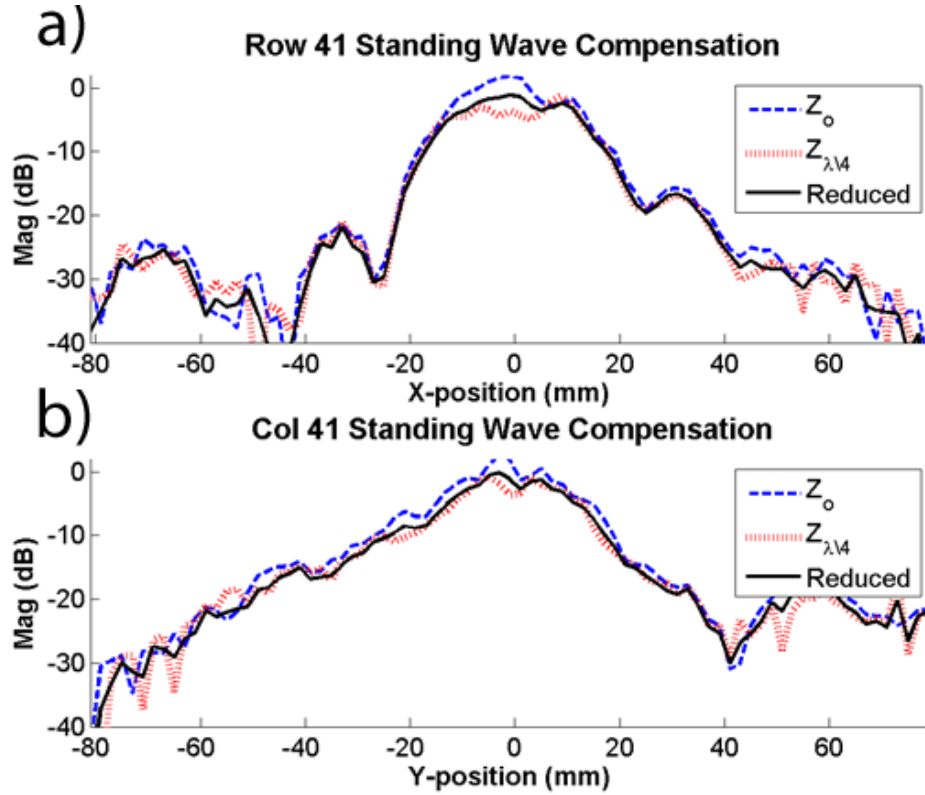 a)
Row 41 Standing Wave Compensation
Mag (dB)
0
-10
-20
-30
-40
Zo
Zλ\4
Reduced
-80 -60 -40 -20 0 20 40 60
X-position (mm)
b)
Col 41 Standing Wave Compensation
Mag (dB)
0
-10
-20
-30
-40
Zo
Zλ\4
Reduced
-80 -60 -40 -20 0 20 40 60
Y-position (mm)